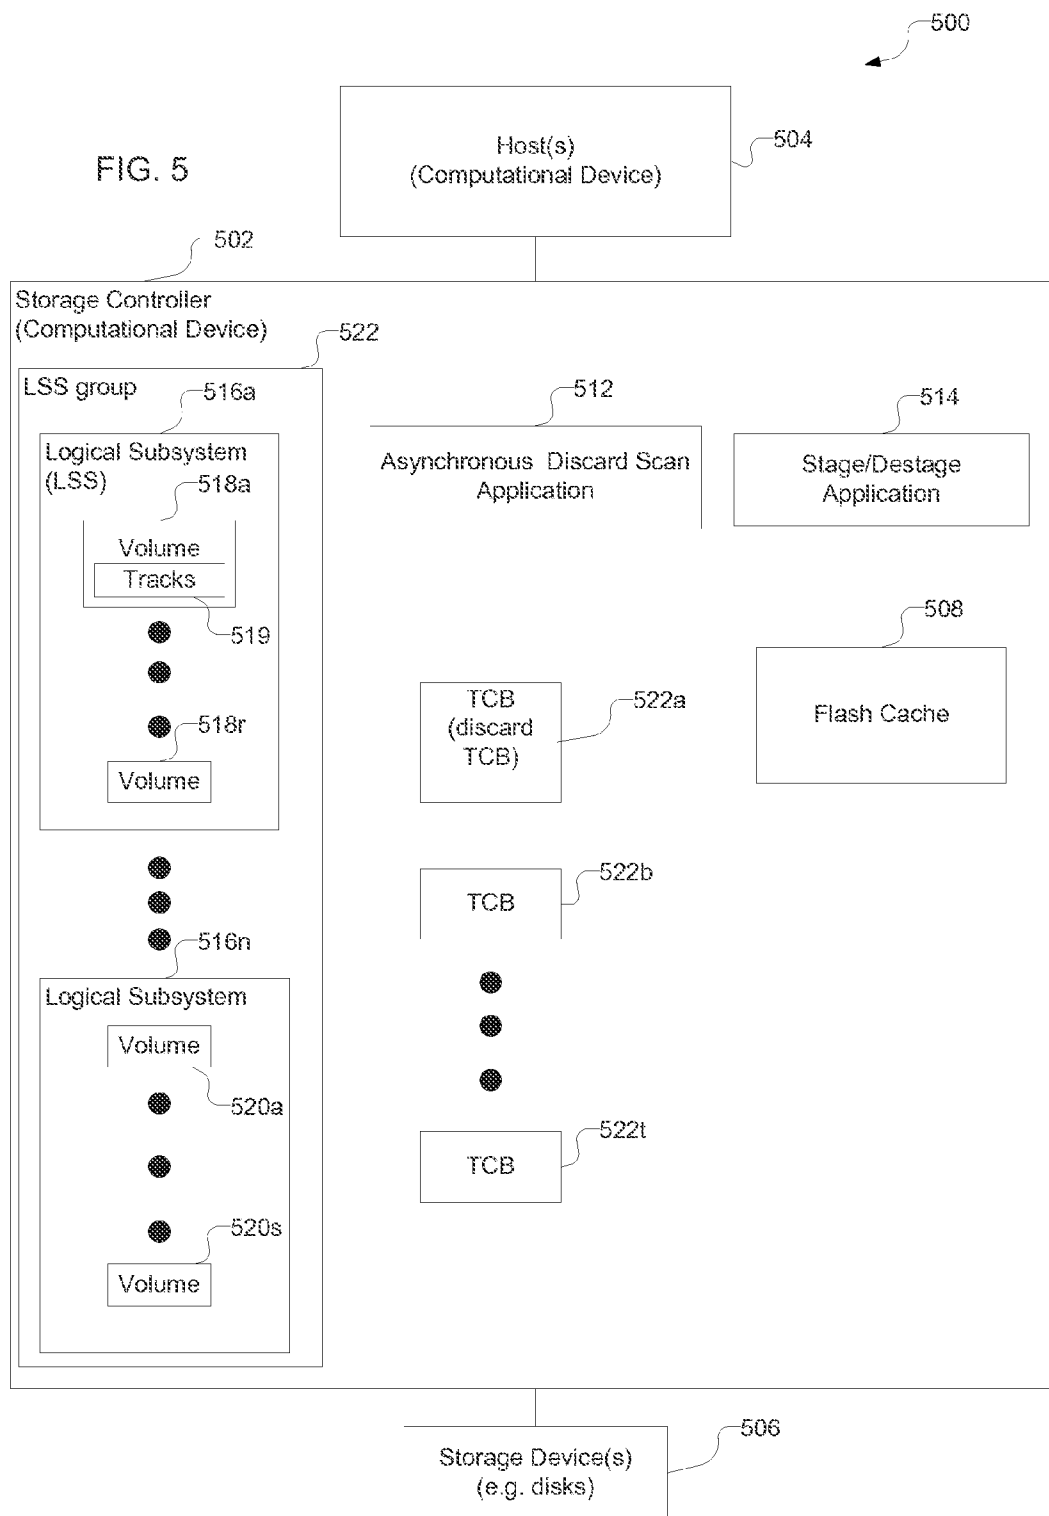 500
Host(s)
(Computational Device)
504
FIG. 5
502
Storage Controller
(Computational Device)
522
LSS group
516a
Logical Subsystem
(LSS)
518a
Volume
Tracks
519
518r
Volume
512
Asynchronous Discard Scan
Application
514
Stage/Destage
Application
508
Flash Cache
TCB
(discard
TCB)
522a
522b
TCB
516n
Logical Subsystem
Volume
520a
520s
Volume
522t
TCB
506
Storage Device(s)
(e.g. disks)